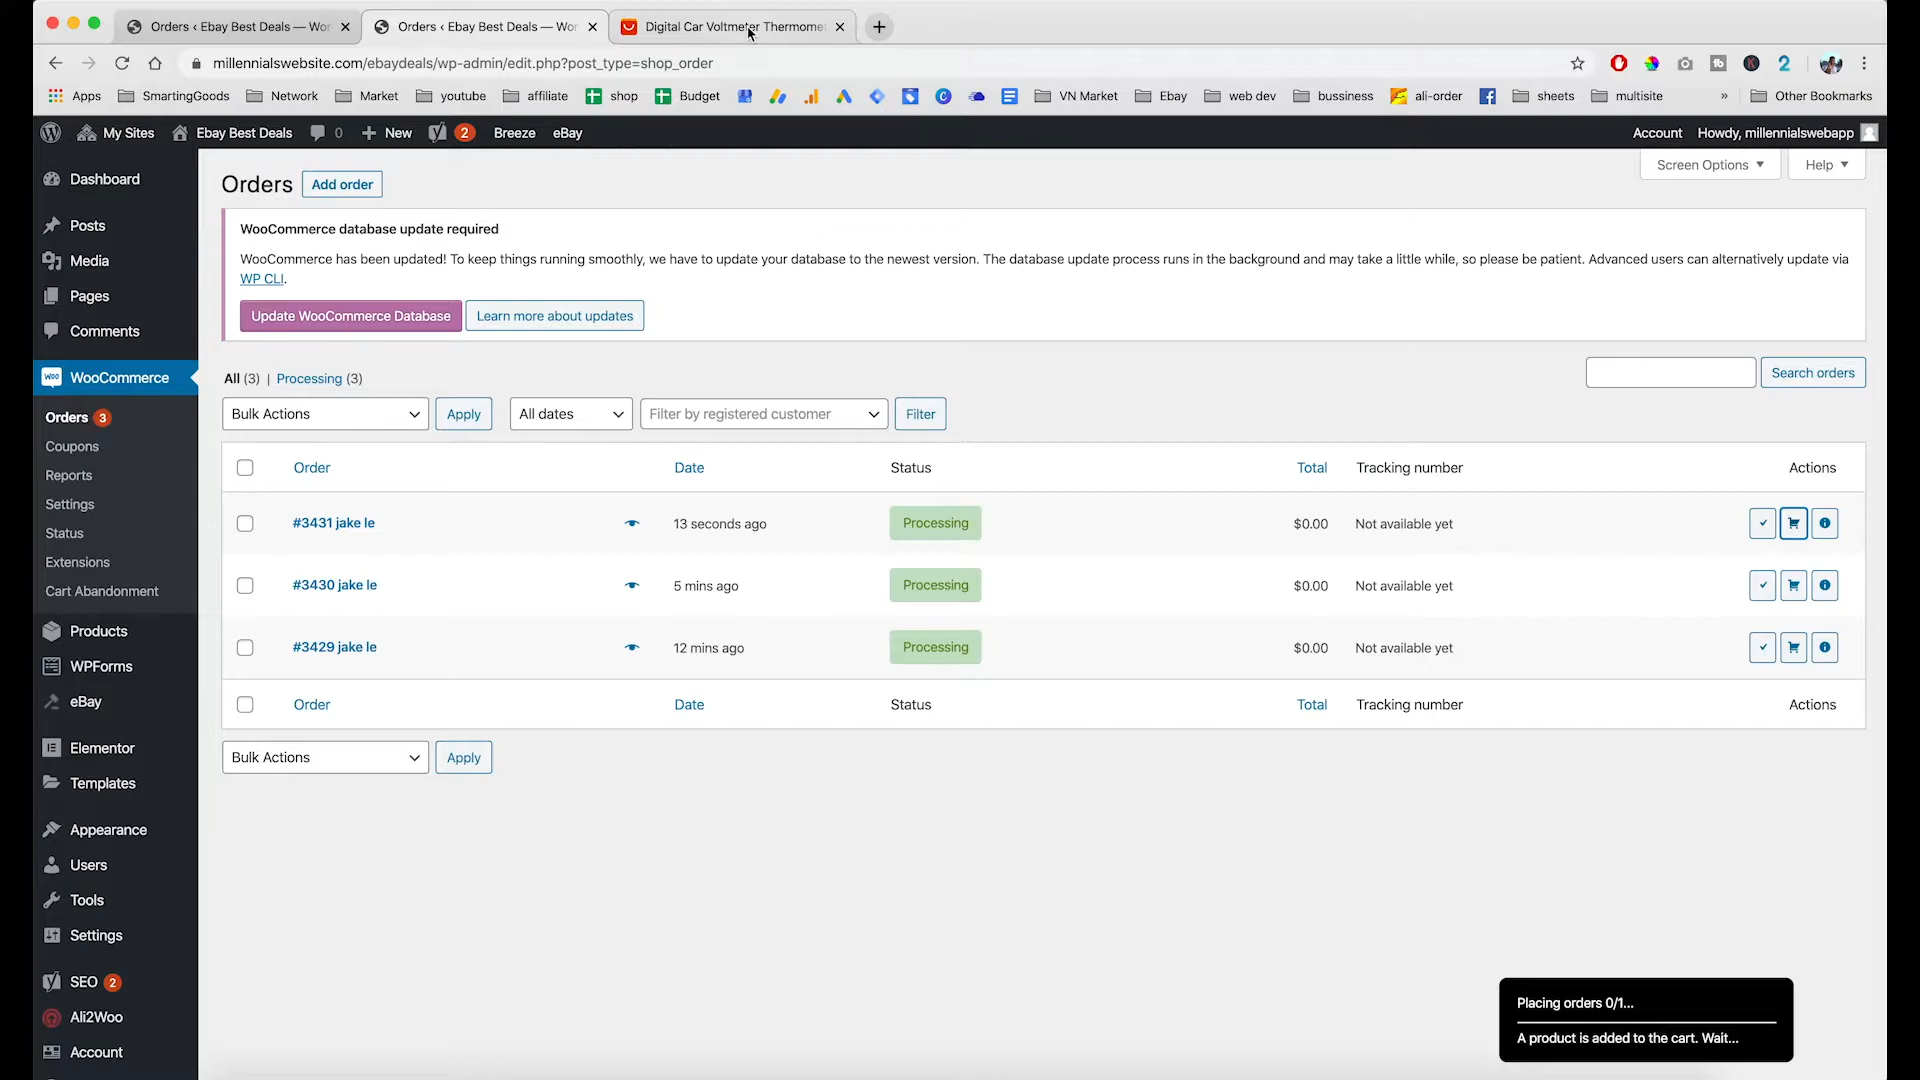 Orders ‹ Ebay Best Deals — Wor
Orders ‹ Ebay Best Deals — Wor
Digital Car Voltmeter Thermomet
millennialswebsite.com/ebaydeals/wp-admin/edit.php?post_type=shop_order
Apps
SmartingGoods
Network
Market
youtube
affiliate
shop
Budget
VN Market
Ebay
web dev
bussiness
ali-order
sheets
multisite
»
Other Bookmarks
My Sites
Ebay Best Deals
0
New
2
Breeze
eBay
Account
Howdy, millennialswebapp
Screen Options
Help
Dashboard
Posts
Media
Pages
Comments
WooCommerce
Orders 3
Coupons
Reports
Settings
Status
Extensions
Cart Abandonment
Products
WPForms
eBay
Elementor
Templates
Appearance
Users
Tools
Settings
SEO 2
Ali2Woo
Account
Orders
Add order
WooCommerce database update required
WooCommerce has been updated! To keep things running smoothly, we have to update your database to the newest version. The database update process runs in the background and may take a little while, so please be patient. Advanced users can alternatively update via
WP CLI.
Update WooCommerce Database
Learn more about updates
All (3) | Processing (3)
Search orders
Bulk Actions
Apply
All dates
Filter by registered customer
Filter
Order Date Status Total Tracking number Actions
#3431 jake le 13 seconds ago Processing $0.00 Not available yet
#3430 jake le 5 mins ago Processing $0.00 Not available yet
#3429 jake le 12 mins ago Processing $0.00 Not available yet
Order Date Status Total Tracking number Actions
Bulk Actions
Apply
Placing orders 0/1...
A product is added to the cart. Wait...